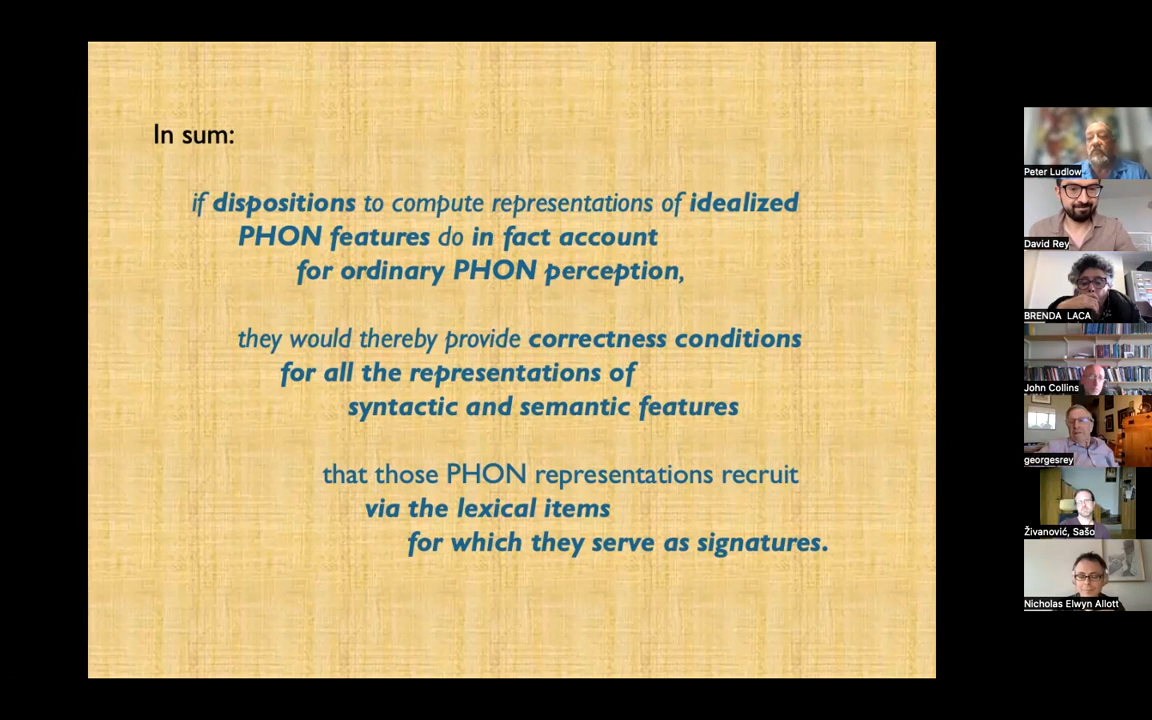 In sum:
if dispositions to compute representations of idealized
PHON features do in fact account
for ordinary PHON perception,
they would thereby provide correctness conditions
for all the representations of
syntactic and semantic features
that those PHON representations recruit
via the lexical items
for which they serve as signatures.
Peter Ludlow
David Rey
BRENDA LACA
John Collins
georgesrey
Živanović, Sašo
Nicholas Elwyn Allott